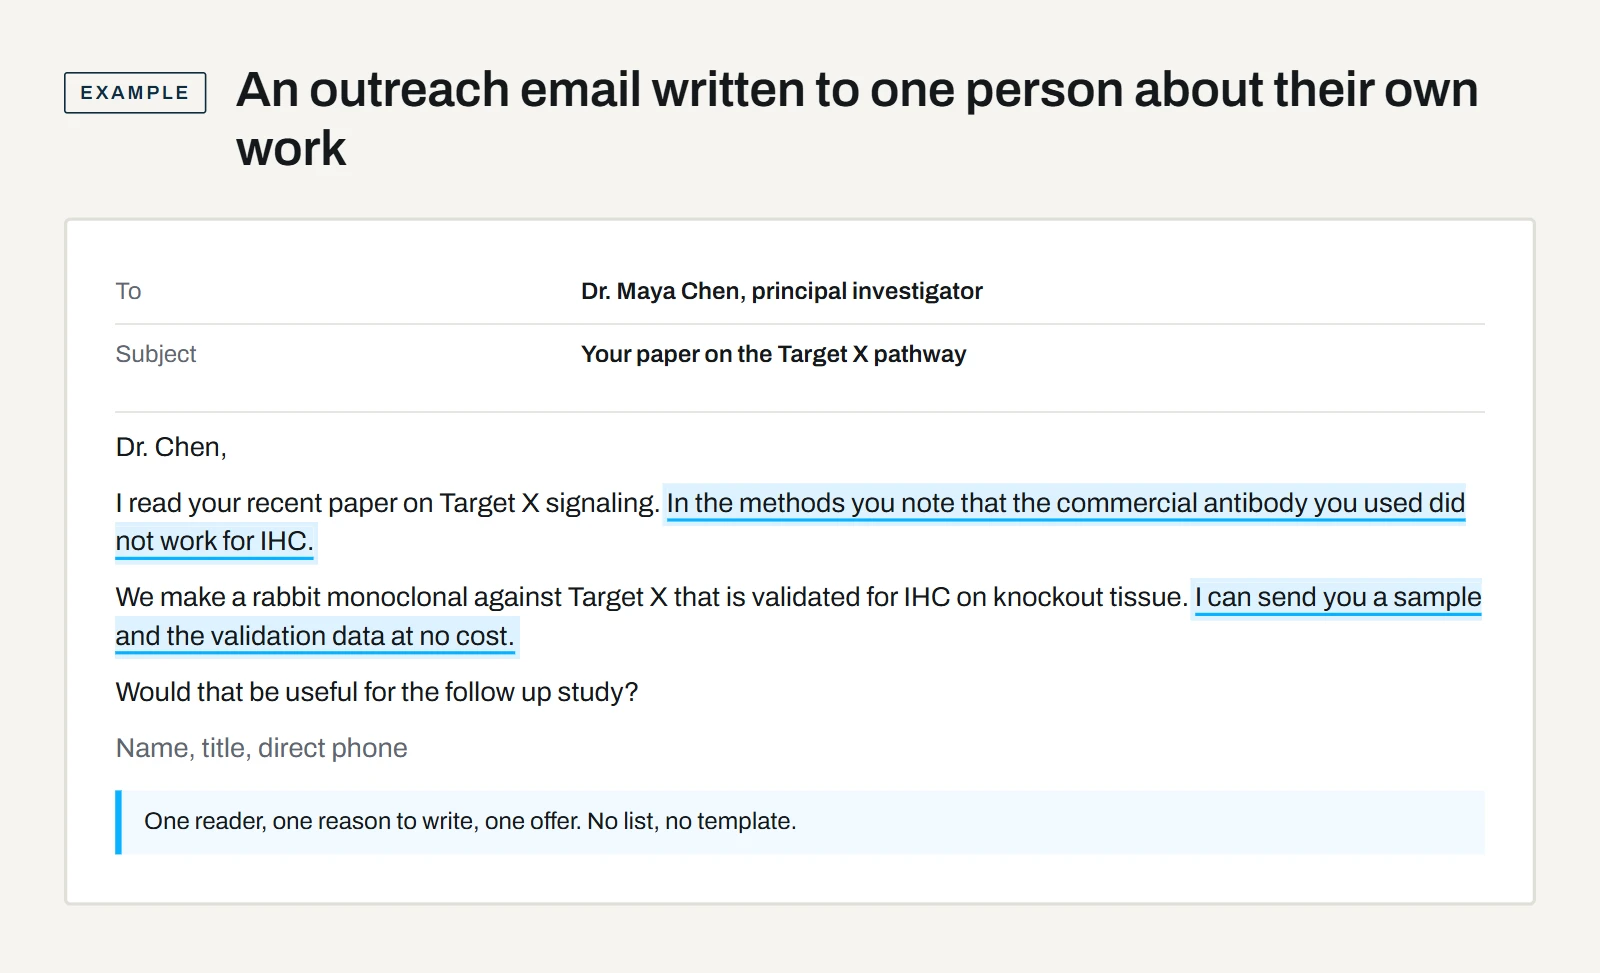 EXAMPLE
An outreach email written to one person about their own
work
To
Dr. Maya Chen, principal investigator
Subject
Your paper on the Target X pathway
Dr. Chen,
I read your recent paper on Target X signaling. In the methods you note that the commercial antibody you used did
not work for IHC.
We make a rabbit monoclonal against Target X that is validated for IHC on knockout tissue. I can send you a sample
and the validation data at no cost.
Would that be useful for the follow up study?
Name, title, direct phone
One reader, one reason to write, one offer. No list, no template.